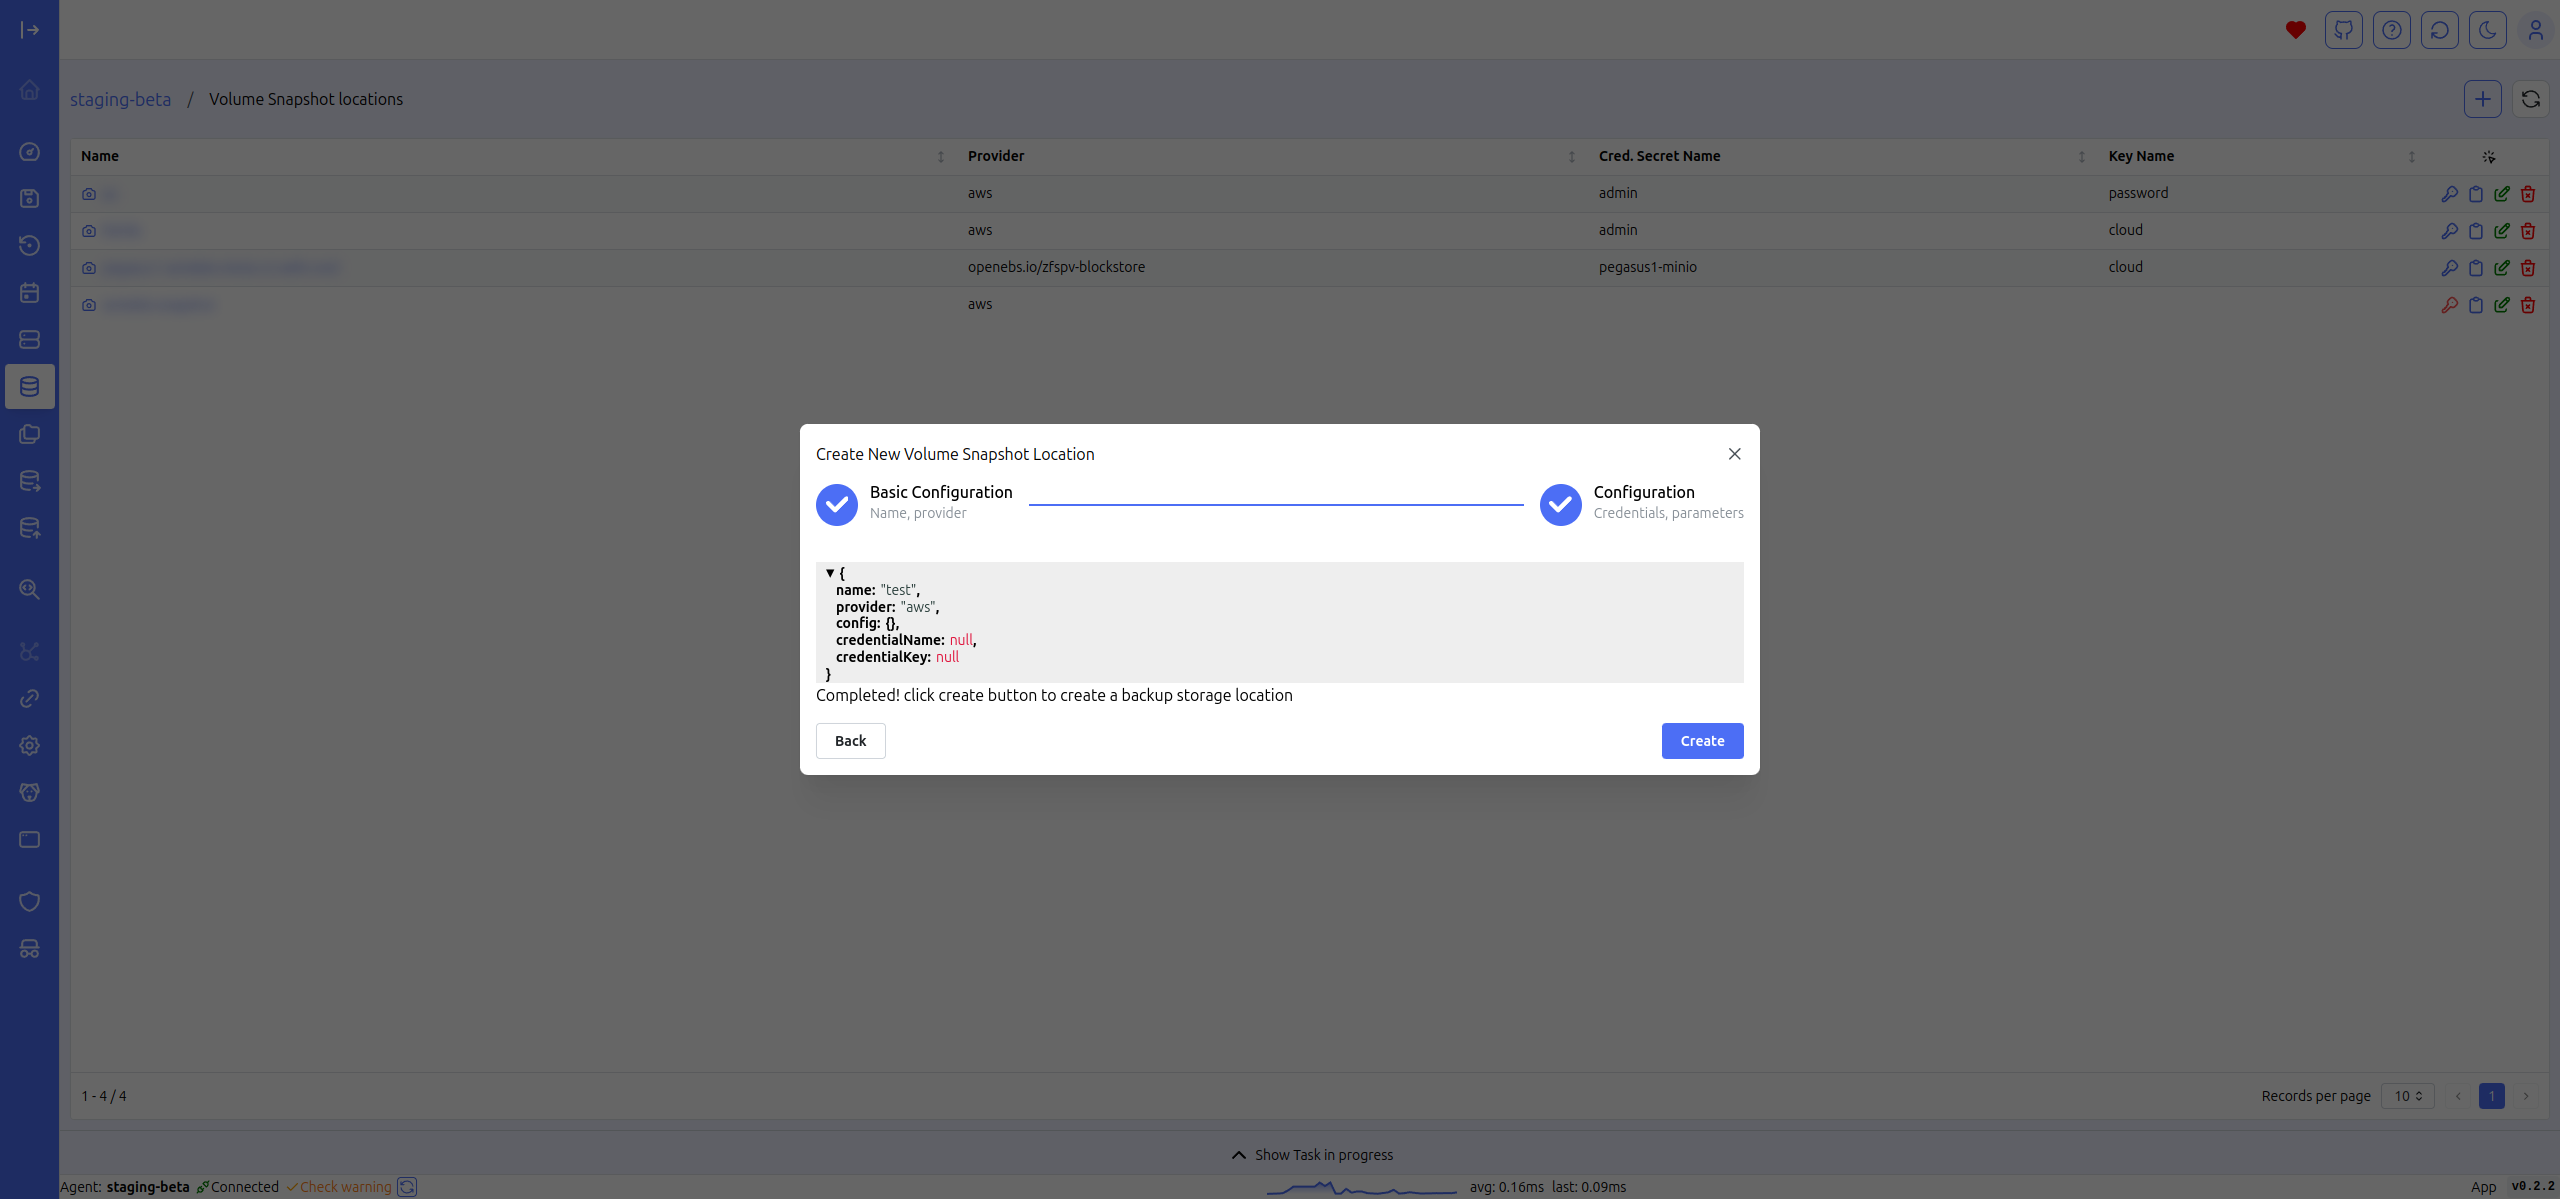 staging-beta / Volume Snapshot locations
Name Provider Cred. Secret Name Key Name
aws admin password
aws admin cloud
openebs.io/zfspv-blockstore pegasus1-minio cloud
aws
Create New Volume Snapshot Location
Basic Configuration
Name, provider
Configuration
Credentials, parameters
▼ {
name: "test",
provider: "aws",
config: {},
credentialName: null,
credentialKey: null
}
Completed! click create button to create a backup storage location
Back Create
1 - 4 / 4 Records per page 10 1
Show Task in progress
Agent: staging-beta Connected Check warning avg: 0.16ms last: 0.09ms App v0.2.2